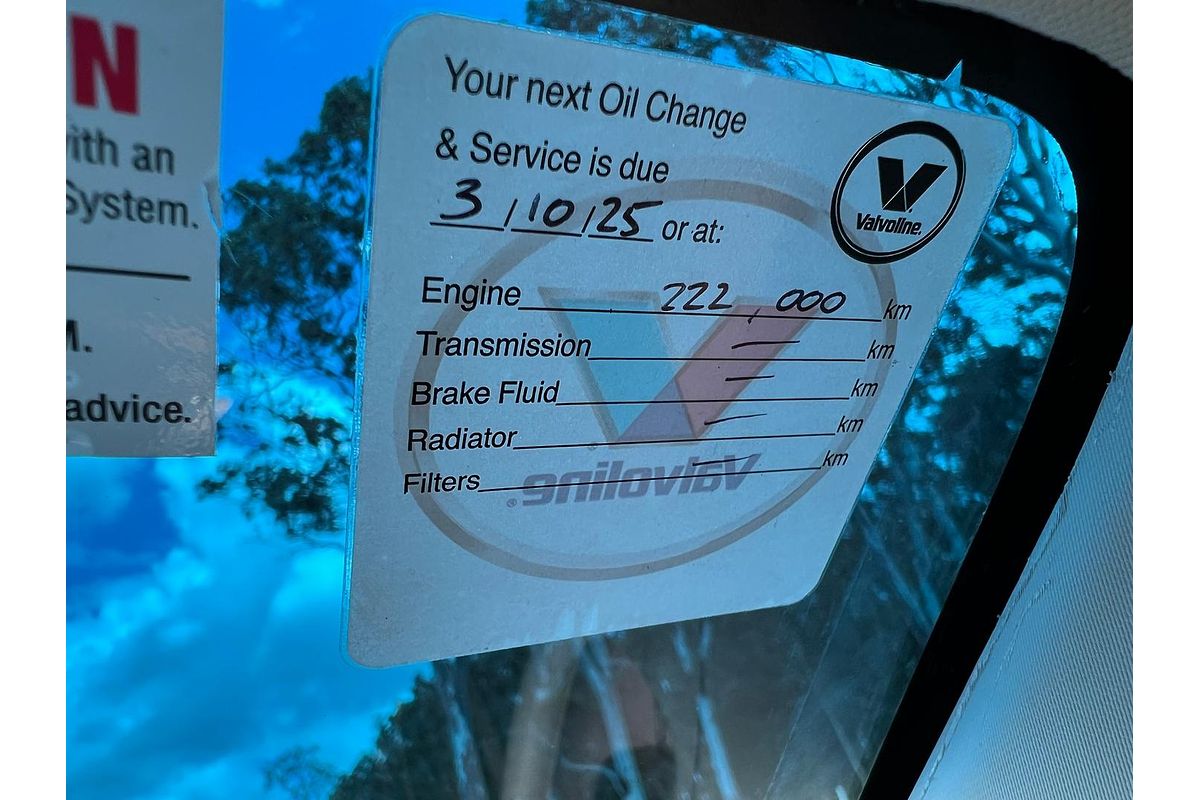 N
ith an
System.
M.
advice.
Your next Oil Change
& Service is due
3/10/25 or at:
Valvoline.
Engine 222,000 km
Transmission — km
Brake Fluid — km
Radiator — km
Filters — km
Valvoline®